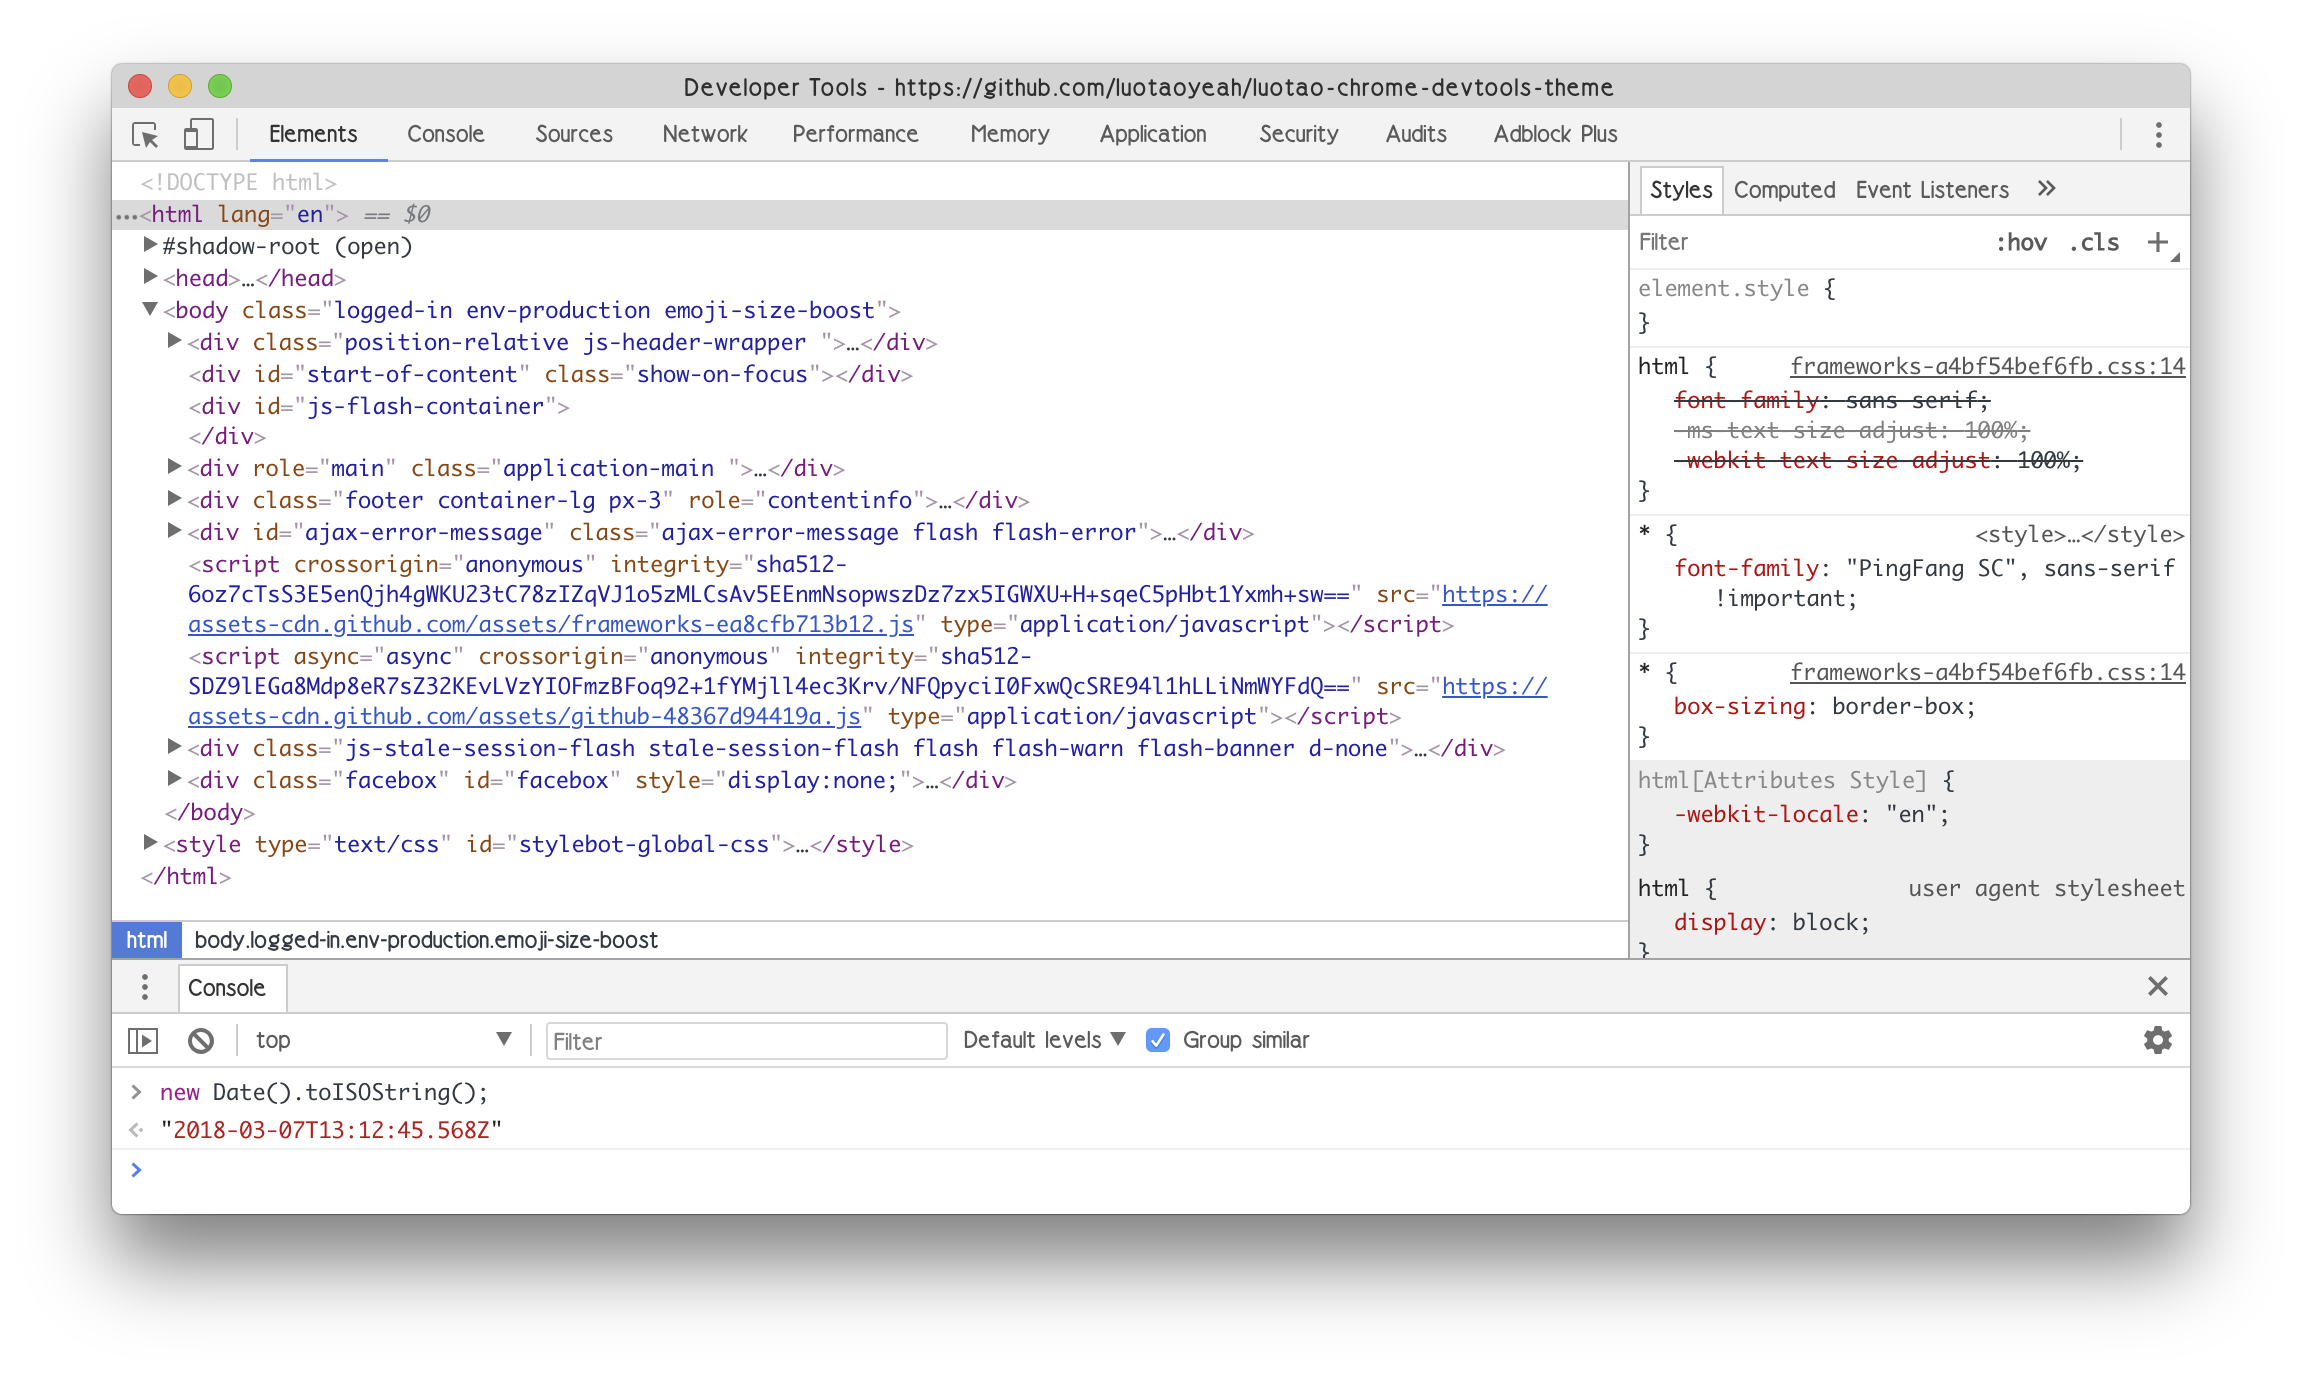 Developer Tools - https://github.com/luotaoyeah/luotao-chrome-devtools-theme
Elements Console Sources Network Performance Memory Application Security Audits Adblock Plus
<!DOCTYPE html>
…<html lang="en"> == $0
▶#shadow-root (open)
▶<head>…</head>
▼<body class="logged-in env-production emoji-size-boost">
▶<div class="position-relative js-header-wrapper ">…</div>
<div id="start-of-content" class="show-on-focus"></div>
<div id="js-flash-container">
</div>
▶<div role="main" class="application-main ">…</div>
▶<div class="footer container-lg px-3" role="contentinfo">…</div>
▶<div id="ajax-error-message" class="ajax-error-message flash flash-error">…</div>
<script crossorigin="anonymous" integrity="sha512-
6oz7cTsS3E5enQjh4gWKU23tC78zIZqVJ1o5zMLCsAv5EEnmNsopwszDz7zx5IGWXU+H+sqeC5pHbt1Yxmh+sw==" src="https://
assets-cdn.github.com/assets/frameworks-ea8cfb713b12.js" type="application/javascript"></script>
<script async="async" crossorigin="anonymous" integrity="sha512-
SDZ9lEGa8Mdp8eR7sZ32KEvLVzYIOFmzBFoq92+1fYMjll4ec3Krv/NFQpyciI0FxwQcSRE94l1hLLiNmWYFdQ==" src="https://
assets-cdn.github.com/assets/github-48367d94419a.js" type="application/javascript"></script>
▶<div class="js-stale-session-flash stale-session-flash flash flash-warn flash-banner d-none">…</div>
▶<div class="facebox" id="facebox" style="display:none;">…</div>
</body>
▶<style type="text/css" id="stylebot-global-css">…</style>
</html>
html body.logged-in.env-production.emoji-size-boost
Styles Computed Event Listeners »
Filter :hov .cls +
element.style {
}
html { frameworks-a4bf54bef6fb.css:14
font-family: sans-serif;
-ms-text-size-adjust: 100%;
-webkit-text-size-adjust: 100%;
}
* { <style>…</style>
font-family: "PingFang SC", sans-serif
!important;
}
* { frameworks-a4bf54bef6fb.css:14
box-sizing: border-box;
}
html[Attributes Style] {
-webkit-locale: "en";
}
html { user agent stylesheet
display: block;
}
Console
top ▼ Filter Default levels ▼ Group similar
> new Date().toISOString();
"2018-03-07T13:12:45.568Z"
>